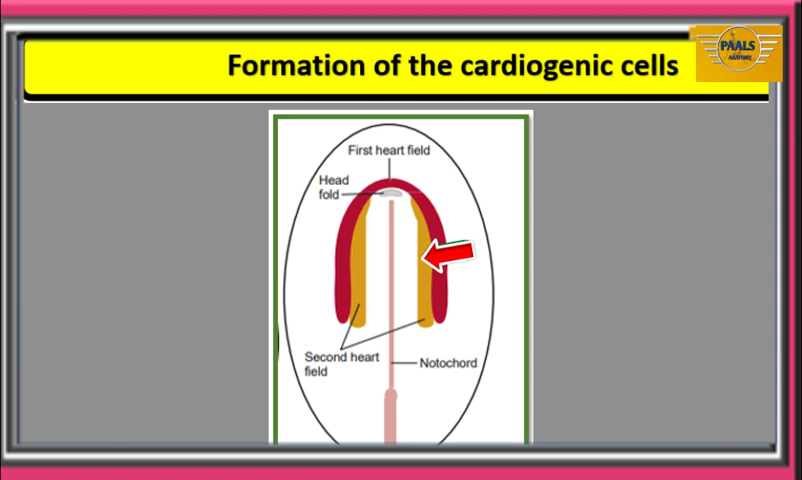 Formation of the cardiogenic cells
PAALS
ANATOMY
First heart field
Head
fold
Second heart
field
Notochord